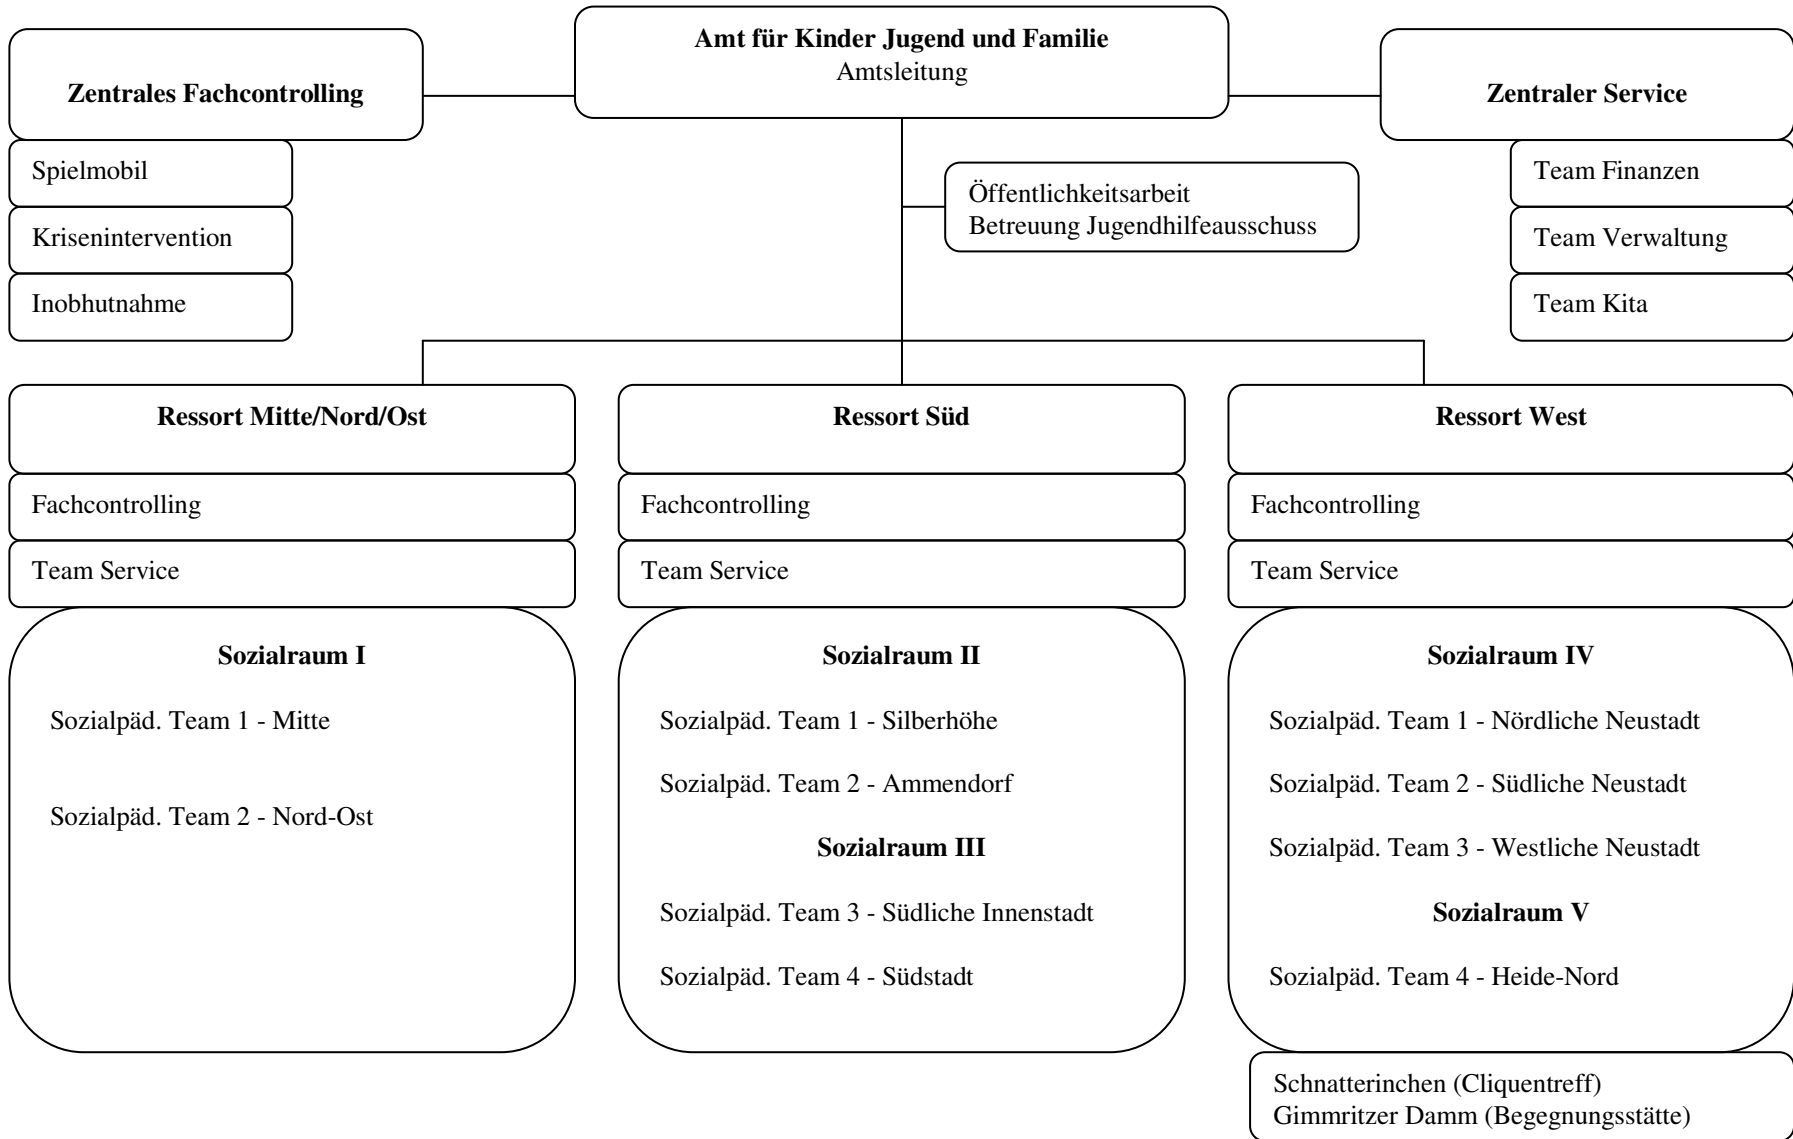 Amt für Kinder Jugend und Familie
Amtsleitung
Zentrales Fachcontrolling
Spielmobil
Krisenintervention
Inobhutnahme
Zentraler Service
Team Finanzen
Team Verwaltung
Team Kita
Öffentlichkeitsarbeit
Betreuung Jugendhilfeausschuss
Ressort Mitte/Nord/Ost
Fachcontrolling
Team Service
Sozialraum I
Sozialpäd. Team 1 - Mitte
Sozialpäd. Team 2 - Nord-Ost
Ressort Süd
Fachcontrolling
Team Service
Sozialraum II
Sozialpäd. Team 1 - Silberhöhe
Sozialpäd. Team 2 - Ammendorf
Sozialraum III
Sozialpäd. Team 3 - Südliche Innenstadt
Sozialpäd. Team 4 - Südstadt
Ressort West
Fachcontrolling
Team Service
Sozialraum IV
Sozialpäd. Team 1 - Nördliche Neustadt
Sozialpäd. Team 2 - Südliche Neustadt
Sozialpäd. Team 3 - Westliche Neustadt
Sozialraum V
Sozialpäd. Team 4 - Heide-Nord
Schnatterinchen (Cliquentreff)
Gimmritzer Damm (Begegnungsstätte)